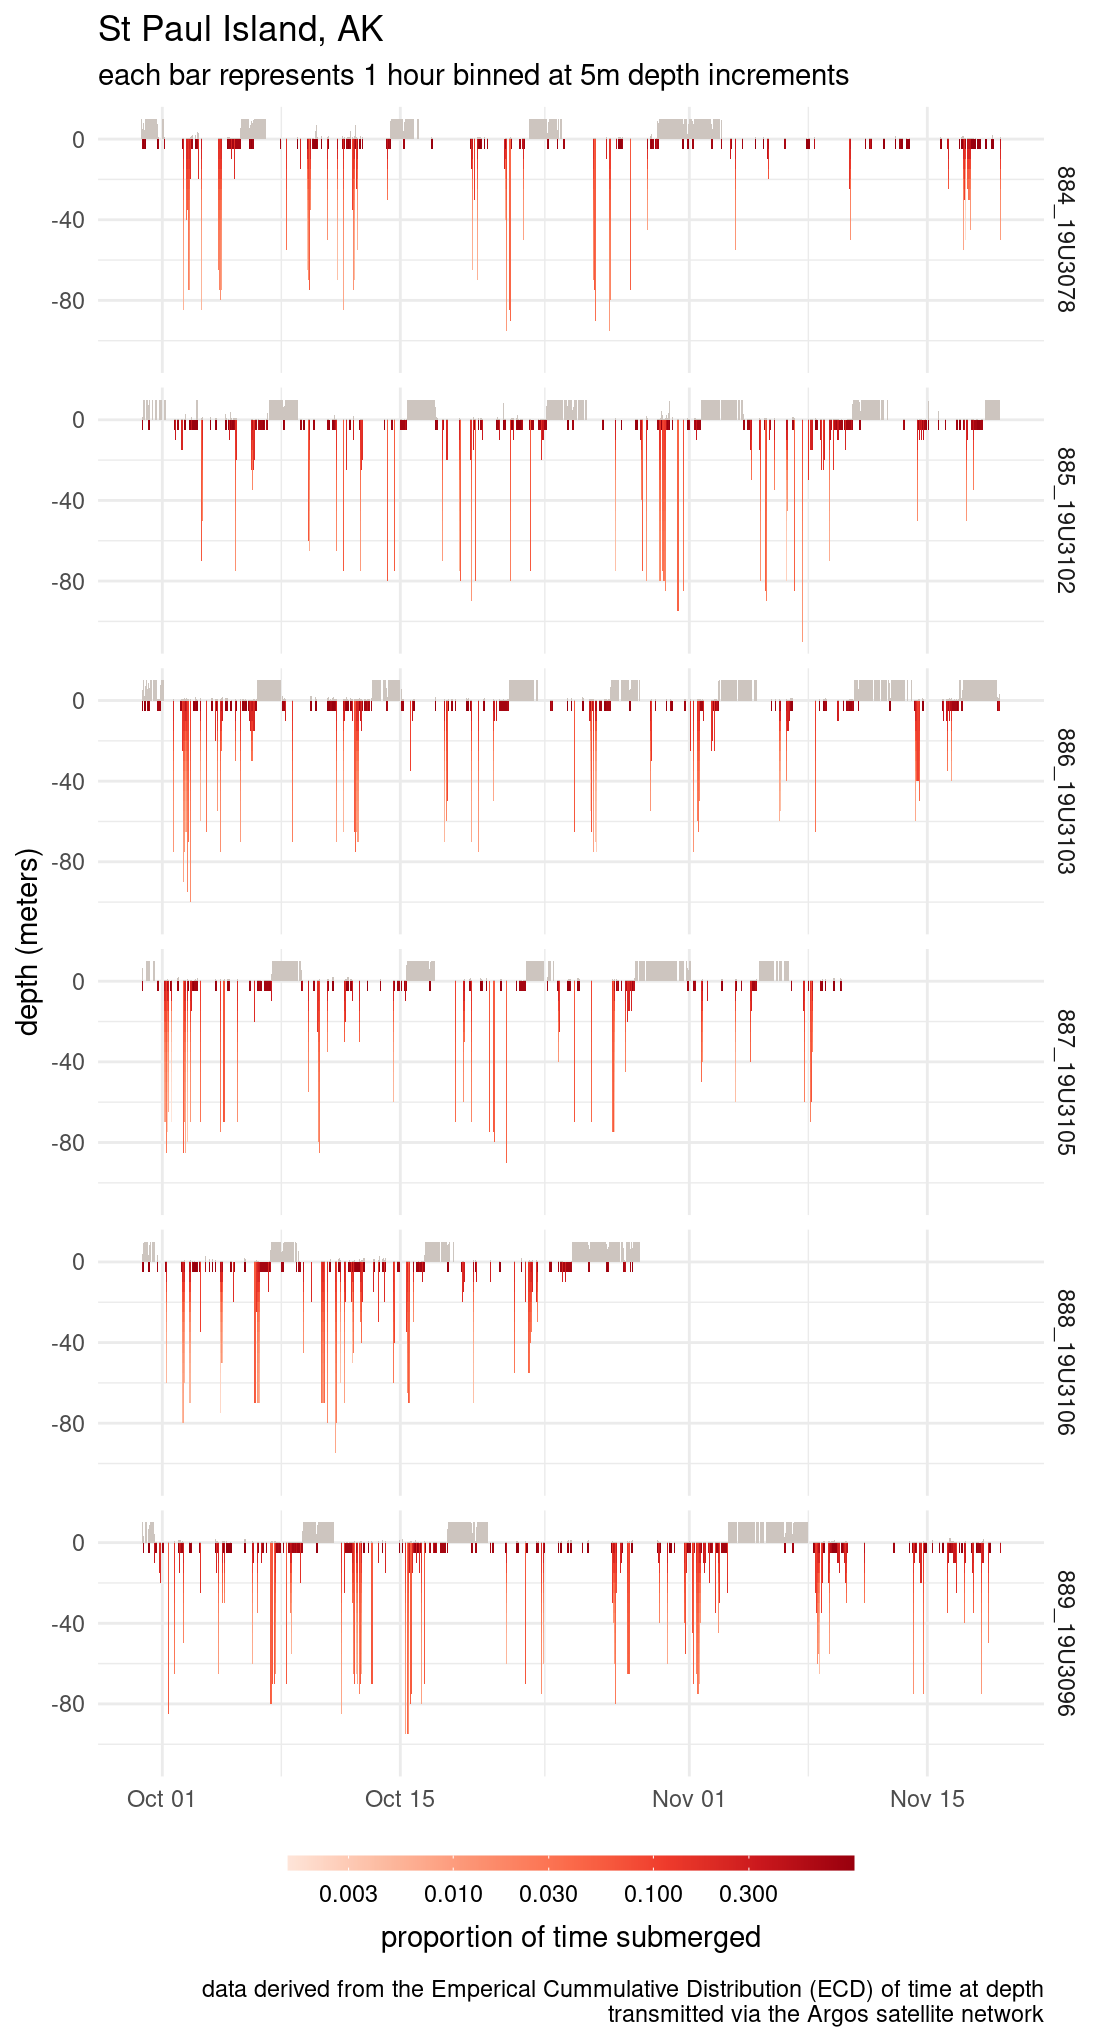 St Paul Island, AK
each bar represents 1 hour binned at 5m depth increments
0
-40
-80
884_19U3078
0
-40
-80
885_19U3102
0
-40
-80
886_19U3103
depth (meters)
0
-40
-80
887_19U3105
0
-40
-80
888_19U3106
0
-40
-80
889_19U3096
Oct 01 Oct 15 Nov 01 Nov 15
0.003 0.010 0.030 0.100 0.300
proportion of time submerged
data derived from the Emperical Cummulative Distribution (ECD) of time at depth
transmitted via the Argos satellite network